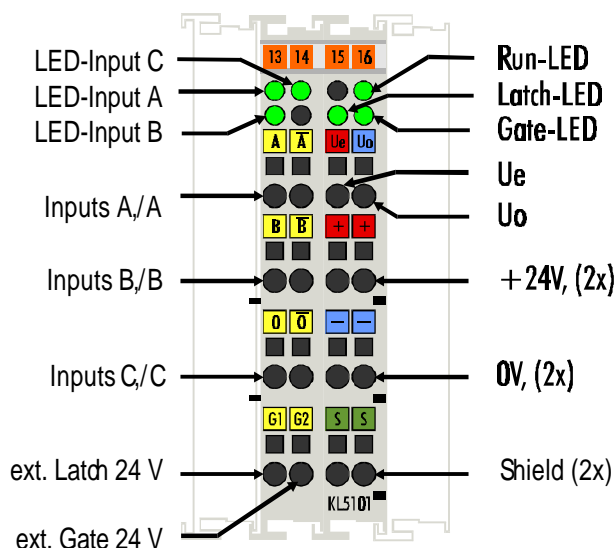 13 14 15 16
LED-Input C
Run-LED
LED-Input A
Latch-LED
LED-Input B
Gate-LED
A A̅ Ue Uo
Ue
Inputs A,/A
Uo
B B̅ + +
Inputs B,/B
+24V, (2x)
0 0̅ − −
Inputs C,/C
0V, (2x)
G1 G2 S S
ext. Latch 24 V
Shield (2x)
KL5101
ext. Gate 24 V